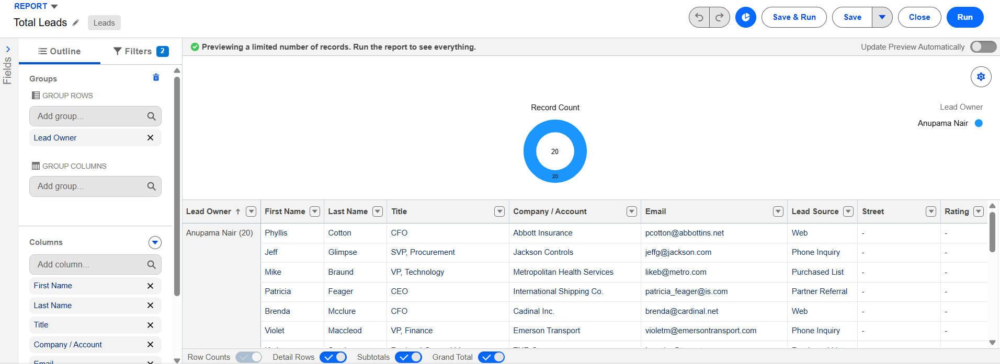 REPORT
Total Leads Leads
Save & Run Save Close Run
Fields
Outline Filters 2
Previewing a limited number of records. Run the report to see everything. Update Preview Automatically
Groups
GROUP ROWS
Add group...
Lead Owner
GROUP COLUMNS
Add group...
Columns
Add column...
First Name
Last Name
Title
Company / Account
Email
Record Count
20
20
Lead Owner
Anupama Nair
Lead Owner First Name Last Name Title Company / Account Email Lead Source Street Rating
Anupama Nair (20) Phyllis Cotton CFO Abbott Insurance pcotton@abbottins.net Web - -
Jeff Glimpse SVP, Procurement Jackson Controls jeffg@jackson.com Phone Inquiry - -
Mike Braund VP, Technology Metropolitan Health Services likeb@metro.com Purchased List - -
Patricia Feager CEO International Shipping Co. patricia_feager@is.com Partner Referral - -
Brenda Mcclure CFO Cadinal Inc. brenda@cardinal.net Web - -
Violet Maccleod VP, Finance Emerson Transport violetm@emersontransport.com Phone Inquiry - -
Row Counts Detail Rows Subtotals Grand Total